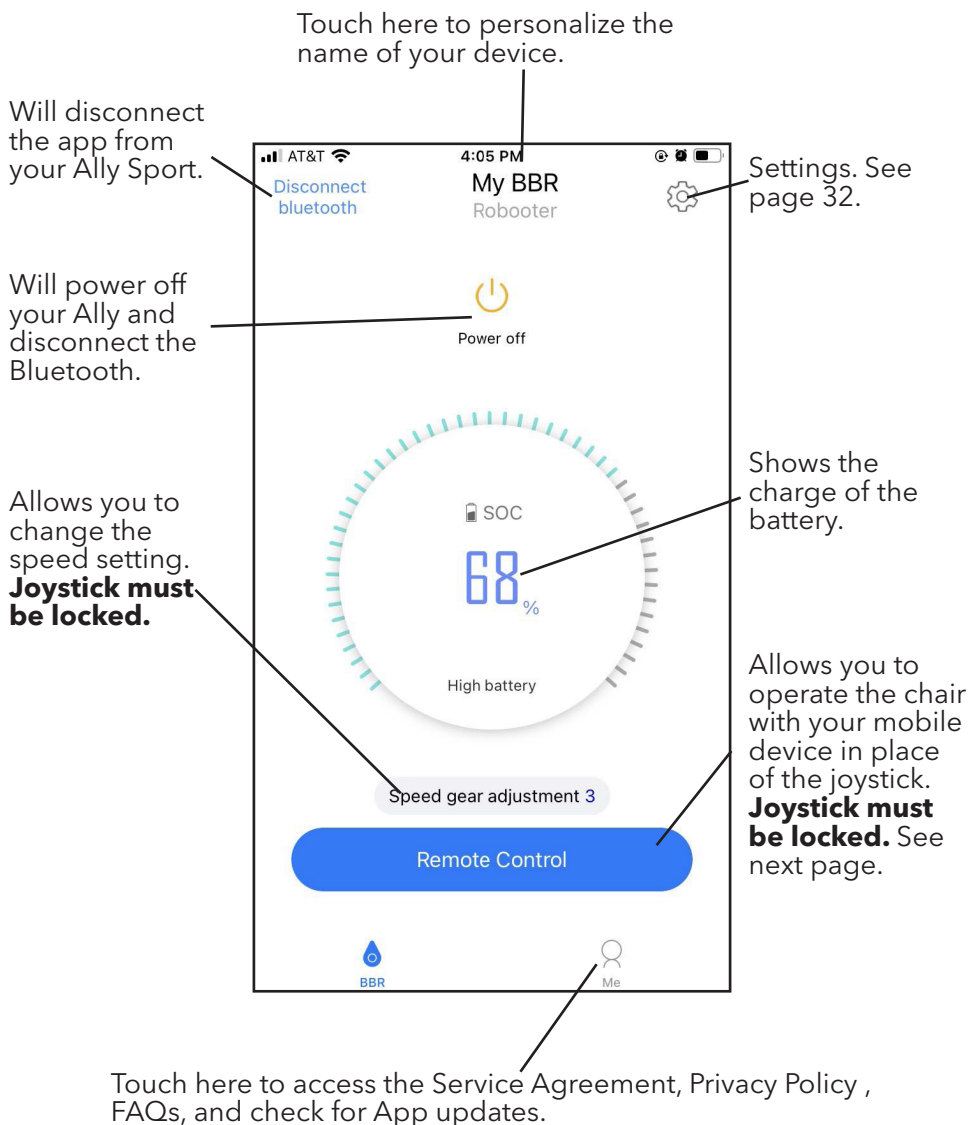 Touch here to personalize the
name of your device.
Will disconnect
the app from
your Ally Sport.
AT&T
4:05 PM
Disconnect
bluetooth
My BBR
Robooter
Settings. See
page 32.
Will power off
your Ally and
disconnect the
Bluetooth.
Power off
Allows you to
change the
speed setting.
Joystick must
be locked.
SOC
68%
High battery
Shows the
charge of the
battery.
Allows you to
operate the chair
with your mobile
device in place
of the joystick.
Joystick must
be locked. See
next page.
Speed gear adjustment 3
Remote Control
BBR
Me
Touch here to access the Service Agreement, Privacy Policy ,
FAQs, and check for App updates.